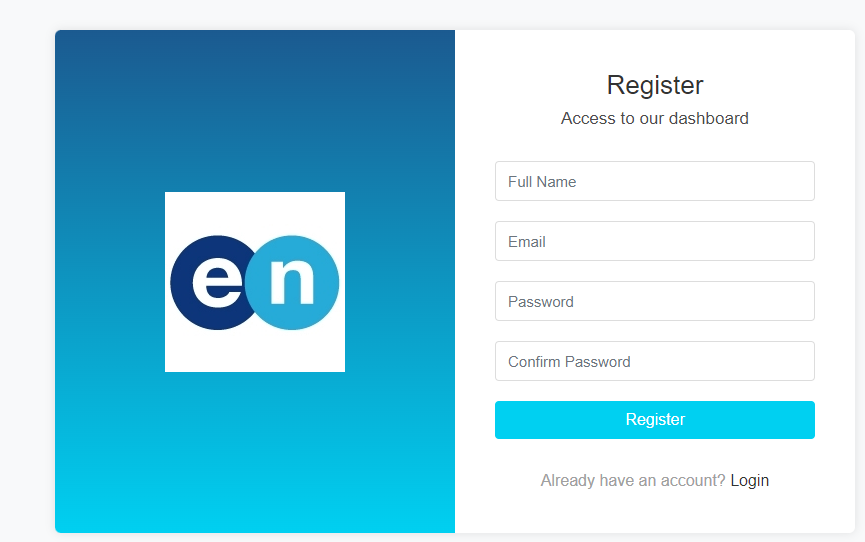 en
Register
Access to our dashboard
Full Name
Email
Password
Confirm Password
Register
Already have an account? Login